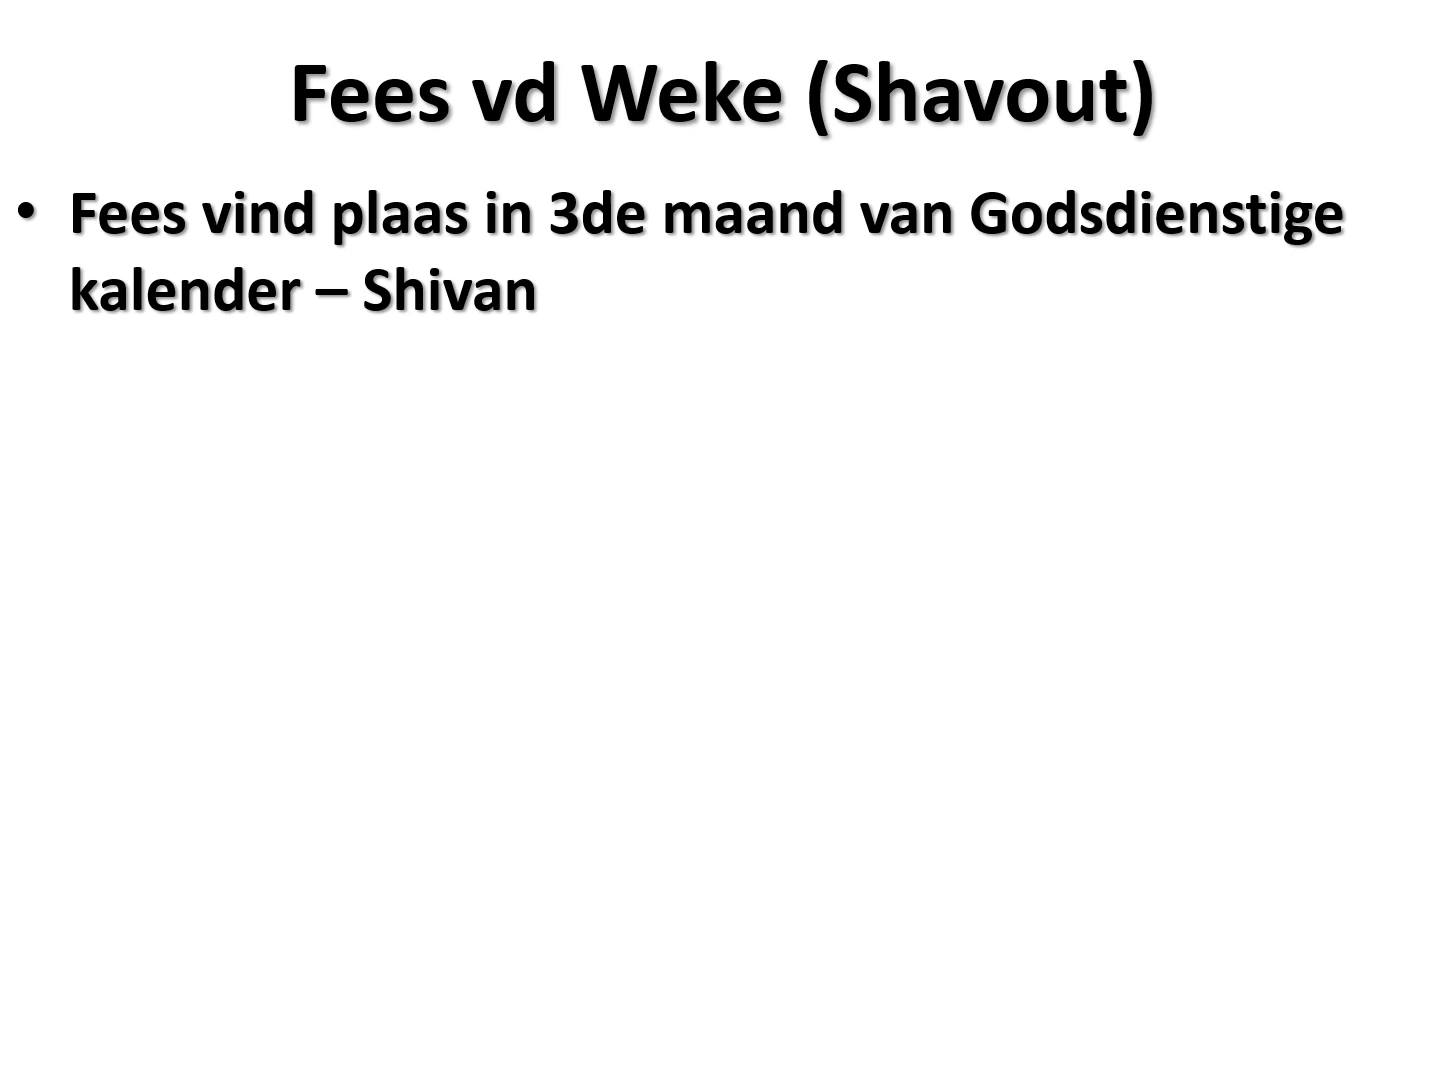 Fees vd Weke (Shavout)
• Fees vind plaas in 3de maand van Godsdienstige
kalender – Shivan